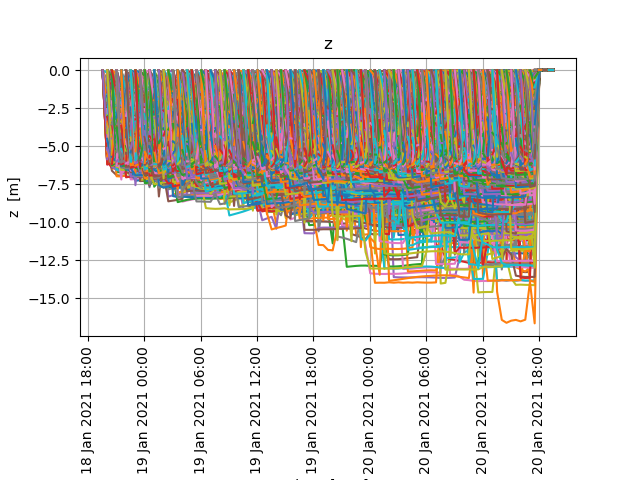 z
0.0
−2.5
−5.0
−7.5
−10.0
−12.5
−15.0
z [m]
18 Jan 2021 18:00
19 Jan 2021 00:00
19 Jan 2021 06:00
19 Jan 2021 12:00
19 Jan 2021 18:00
20 Jan 2021 00:00
20 Jan 2021 06:00
20 Jan 2021 12:00
20 Jan 2021 18:00